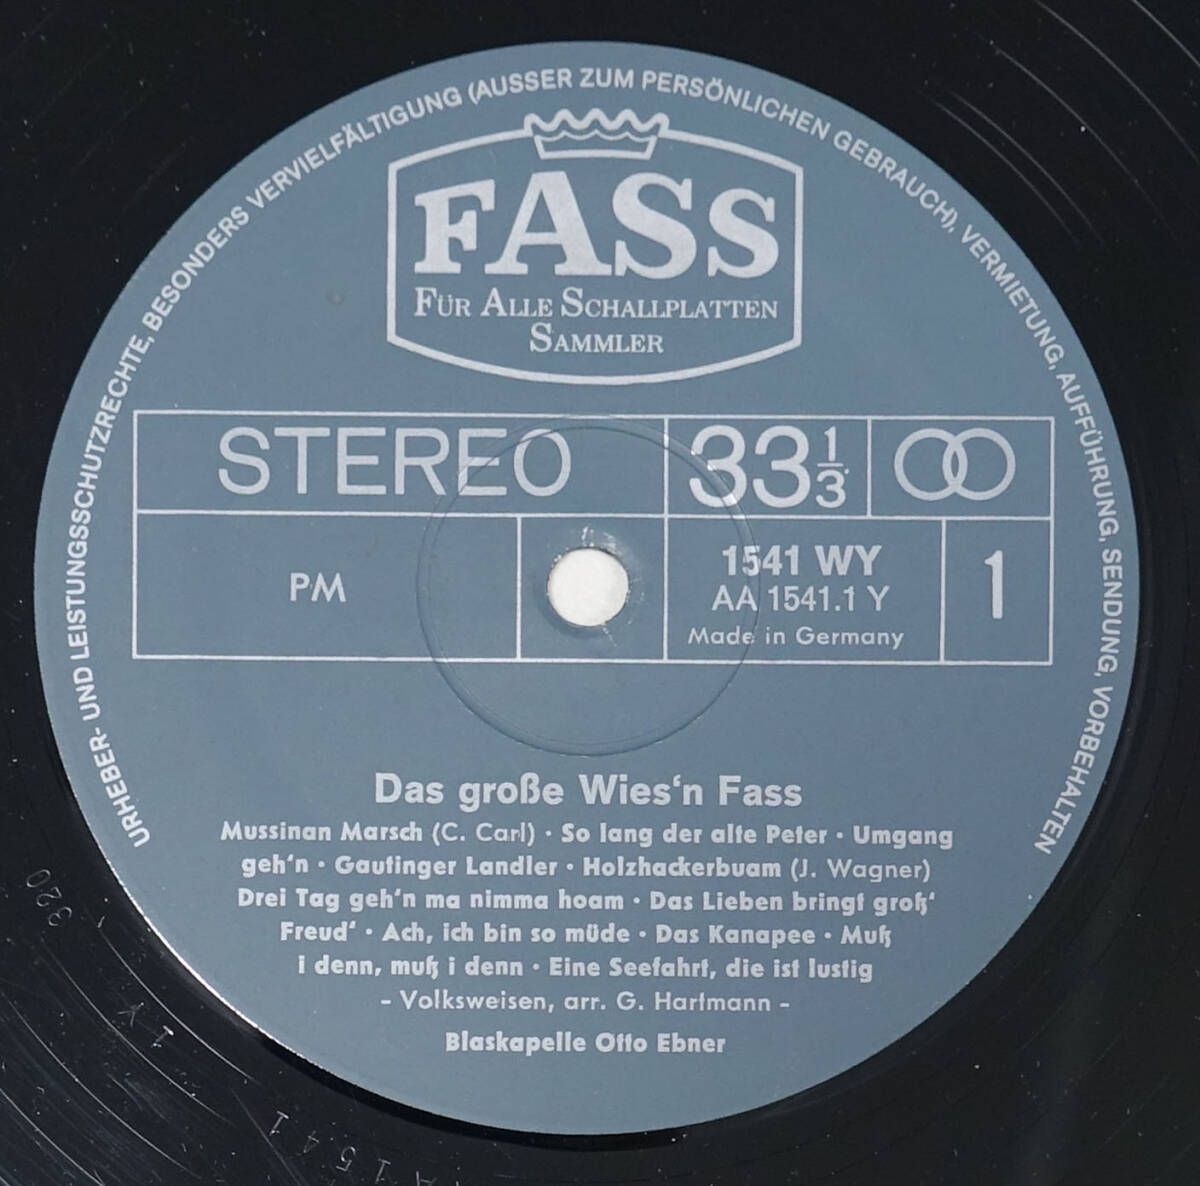 URHEBER- UND LEISTUNGSSCHUTZRECHTE, BESONDERS VERVIELFÄLTIGUNG (AUSSER ZUM PERSÖNLICHEN GEBRAUCH), VERMIETUNG, AUFFÜHRUNG, SENDUNG, VORBEHALTEN
FASS
FÜR ALLE SCHALLPLATTEN
SAMMLER
STEREO
33 1/3
PM
1541 WY
AA 1541.1 Y
Made in Germany
1
Das große Wies'n Fass
Mussinan Marsch (C. Carl) · So lang der alte Peter · Umgang
geh'n · Gautinger Landler · Holzhackerbuam (J. Wagner)
Drei Tag geh'n ma nimma hoam · Das Lieben bringt groß'
Freud' · Ach, ich bin so müde · Das Kanapee · Muß
i denn, muß i denn · Eine Seefahrt, die ist lustig
- Volksweisen, arr. G. Hartmann -
Blaskapelle Otto Ebner
320
1541